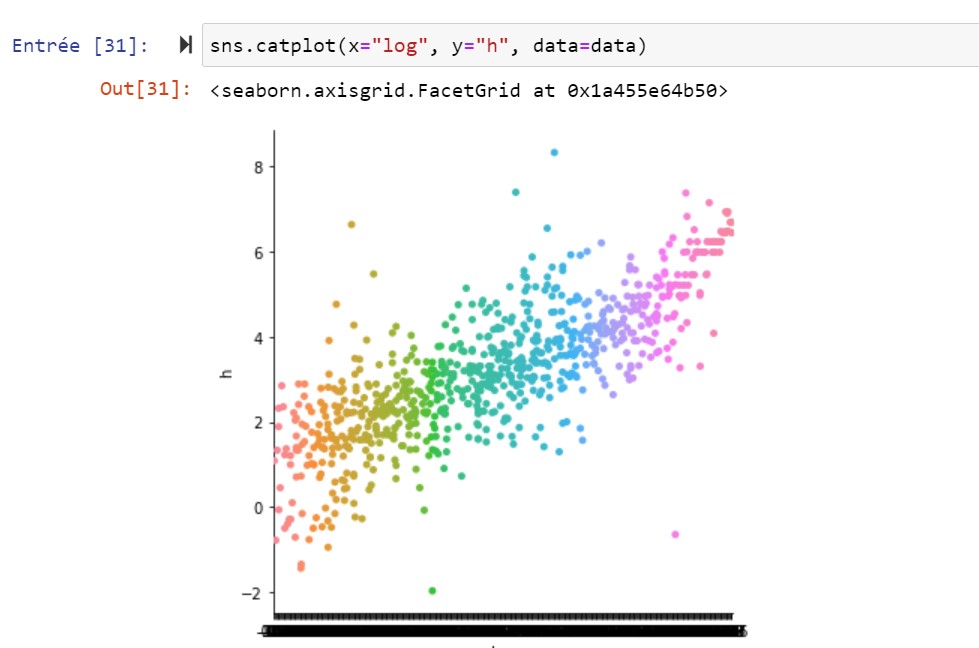 Entrée [31]: sns.catplot(x="log", y="h", data=data)
Out[31]: <seaborn.axisgrid.FacetGrid at 0x1a455e64b50>
8
6
4
h
2
0
−2